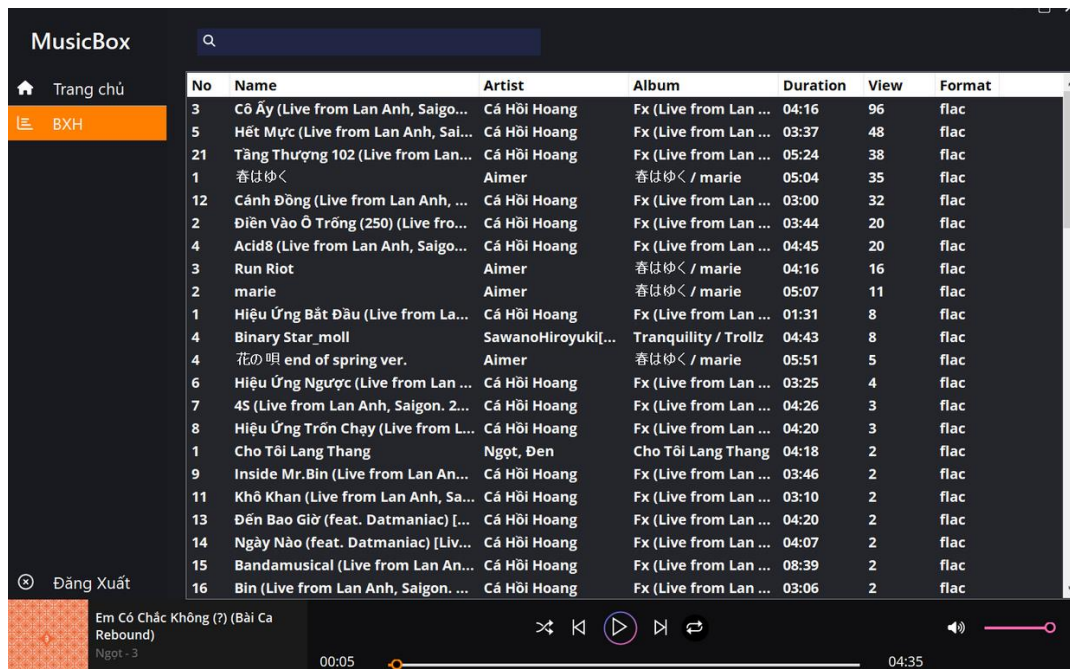 MusicBox
Trang chủ
BXH
No Name Artist Album Duration View Format
3 Cô Ấy (Live from Lan Anh, Saigo... Cá Hồi Hoang Fx (Live from Lan ... 04:16 96 flac
5 Hết Mực (Live from Lan Anh, Sai... Cá Hồi Hoang Fx (Live from Lan ... 03:37 48 flac
21 Tầng Thượng 102 (Live from Lan... Cá Hồi Hoang Fx (Live from Lan ... 05:24 38 flac
1 春はゆく Aimer 春はゆく / marie 05:04 35 flac
12 Cánh Đồng (Live from Lan Anh, ... Cá Hồi Hoang Fx (Live from Lan ... 03:00 32 flac
2 Điền Vào Ô Trống (250) (Live fro... Cá Hồi Hoang Fx (Live from Lan ... 03:44 20 flac
4 Acid8 (Live from Lan Anh, Saigo... Cá Hồi Hoang Fx (Live from Lan ... 04:45 20 flac
3 Run Riot Aimer 春はゆく / marie 04:16 16 flac
2 marie Aimer 春はゆく / marie 05:07 11 flac
1 Hiệu Ứng Bắt Đầu (Live from La... Cá Hồi Hoang Fx (Live from Lan ... 01:31 8 flac
4 Binary Star_moll SawanoHiroyuki[... Tranquility / Trollz 04:43 8 flac
4 花の唄 end of spring ver. Aimer 春はゆく / marie 05:51 5 flac
6 Hiệu Ứng Ngược (Live from Lan ... Cá Hồi Hoang Fx (Live from Lan ... 03:25 4 flac
7 4S (Live from Lan Anh, Saigon. 2... Cá Hồi Hoang Fx (Live from Lan ... 04:26 3 flac
8 Hiệu Ứng Trốn Chạy (Live from L... Cá Hồi Hoang Fx (Live from Lan ... 04:20 3 flac
1 Cho Tôi Lang Thang Ngọt, Đen Cho Tôi Lang Thang 04:18 2 flac
9 Inside Mr.Bin (Live from Lan An... Cá Hồi Hoang Fx (Live from Lan ... 03:46 2 flac
11 Khô Khan (Live from Lan Anh, Sa... Cá Hồi Hoang Fx (Live from Lan ... 03:10 2 flac
13 Đến Bao Giờ (feat. Datmaniac) [... Cá Hồi Hoang Fx (Live from Lan ... 04:20 2 flac
14 Ngày Nào (feat. Datmaniac) [Liv... Cá Hồi Hoang Fx (Live from Lan ... 04:07 2 flac
15 Bandamusical (Live from Lan An... Cá Hồi Hoang Fx (Live from Lan ... 08:39 2 flac
16 Bin (Live from Lan Anh, Saigon. ... Cá Hồi Hoang Fx (Live from Lan ... 03:06 2 flac
Đăng Xuất
Em Có Chắc Không (?) (Bài Ca
Rebound)
Ngọt - 3
00:05 04:35